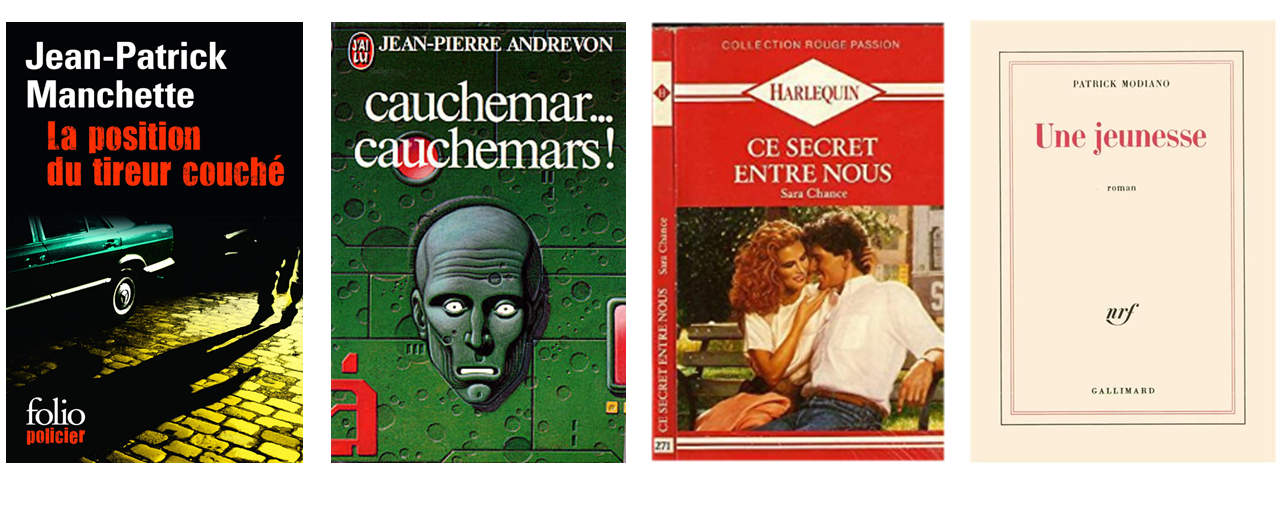 Jean-Patrick
Manchette
La position
du tireur couché
folio
policier
J'AI
LU
JEAN-PIERRE ANDREVON
cauchemar...
cauchemars!
COLLECTION ROUGE PASSION
HARLEQUIN
CE SECRET
ENTRE NOUS
Sara Chance
CE SECRET ENTRE NOUS Sara Chance
271
PATRICK MODIANO
Une jeunesse
roman
nrf
GALLIMARD